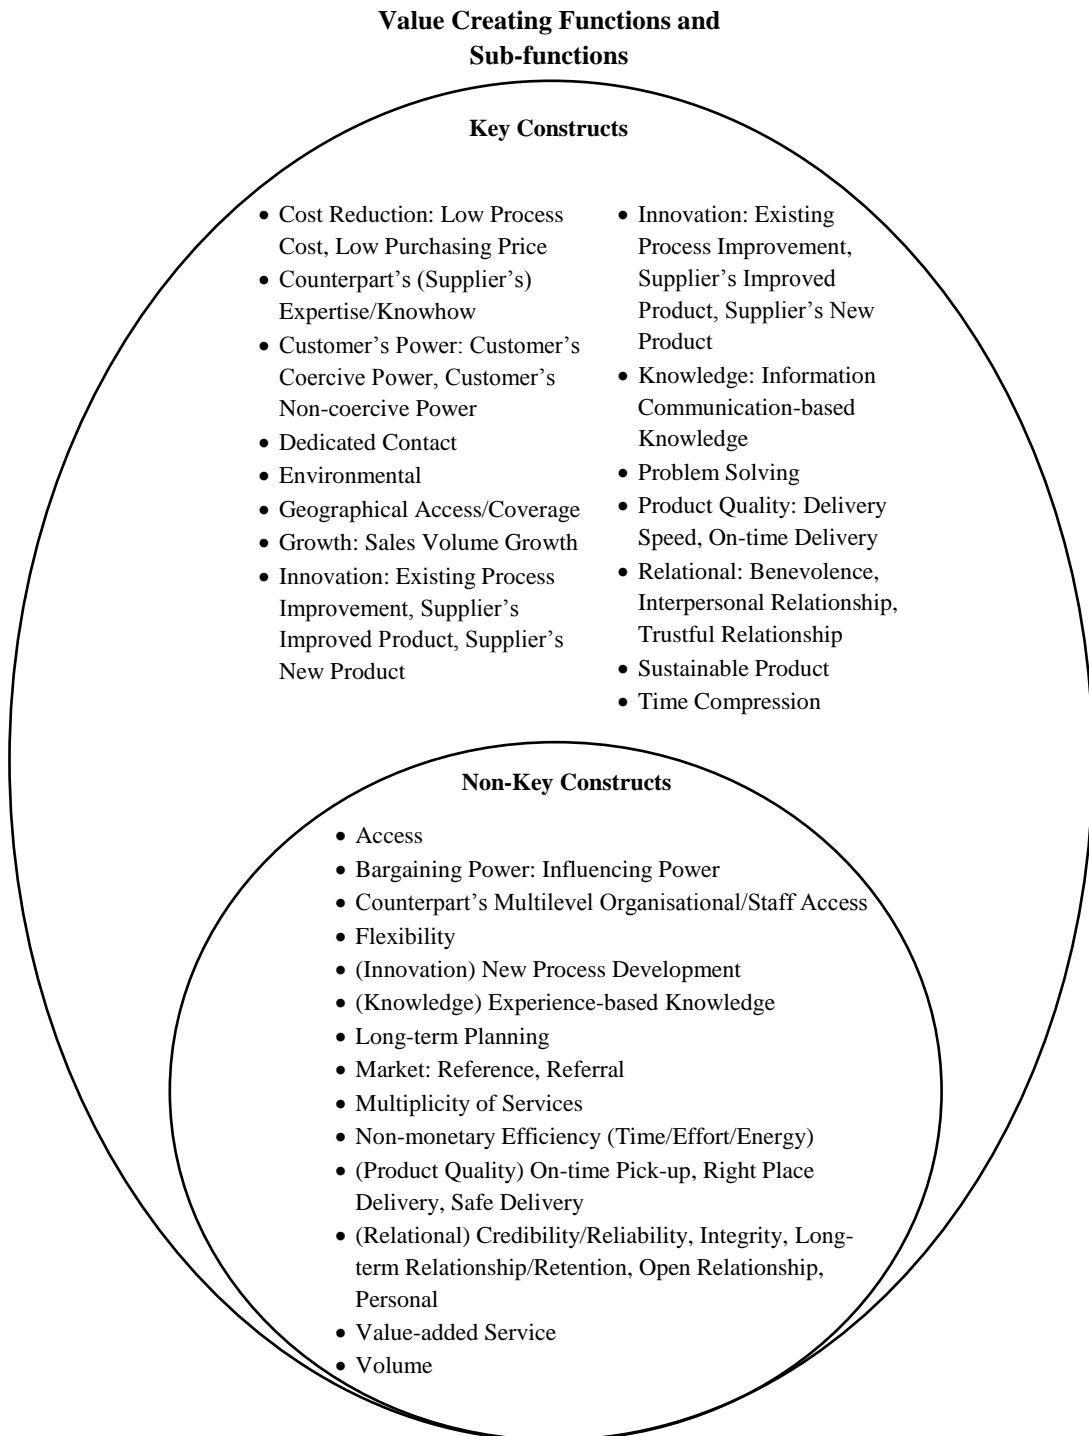 Value Creating Functions and
Sub-functions
Key Constructs
• Cost Reduction: Low Process
Cost, Low Purchasing Price
• Counterpart’s (Supplier’s)
Expertise/Knowhow
• Customer’s Power: Customer’s
Coercive Power, Customer’s
Non-coercive Power
• Dedicated Contact
• Environmental
• Geographical Access/Coverage
• Growth: Sales Volume Growth
• Innovation: Existing Process
Improvement, Supplier’s
Improved Product, Supplier’s
New Product
• Innovation: Existing
Process Improvement,
Supplier’s Improved
Product, Supplier’s New
Product
• Knowledge: Information
Communication-based
Knowledge
• Problem Solving
• Product Quality: Delivery
Speed, On-time Delivery
• Relational: Benevolence,
Interpersonal Relationship,
Trustful Relationship
• Sustainable Product
• Time Compression
Non-Key Constructs
• Access
• Bargaining Power: Influencing Power
• Counterpart’s Multilevel Organisational/Staff Access
• Flexibility
• (Innovation) New Process Development
• (Knowledge) Experience-based Knowledge
• Long-term Planning
• Market: Reference, Referral
• Multiplicity of Services
• Non-monetary Efficiency (Time/Effort/Energy)
• (Product Quality) On-time Pick-up, Right Place
Delivery, Safe Delivery
• (Relational) Credibility/Reliability, Integrity, Long-
term Relationship/Retention, Open Relationship,
Personal
• Value-added Service
• Volume